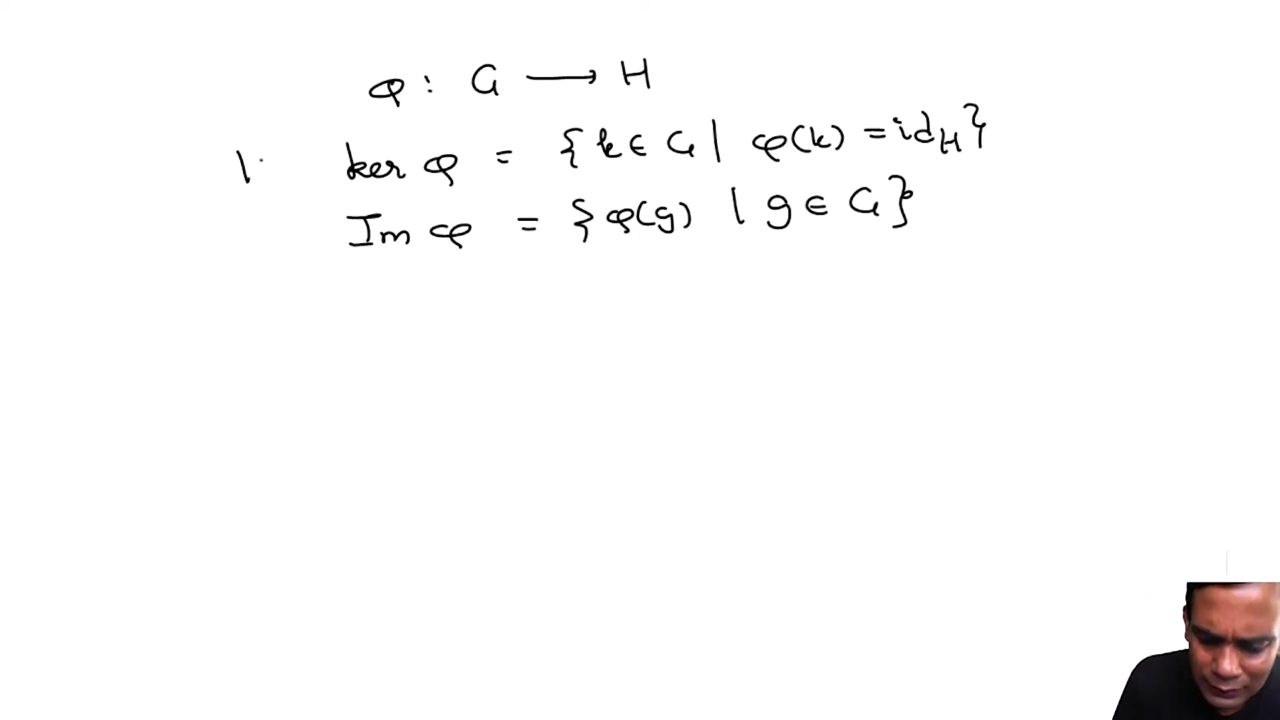 φ : G ⟶ H
1. ker φ = {k ∈ G | φ(k) = id_H}
Im φ = {φ(g) | g ∈ G}